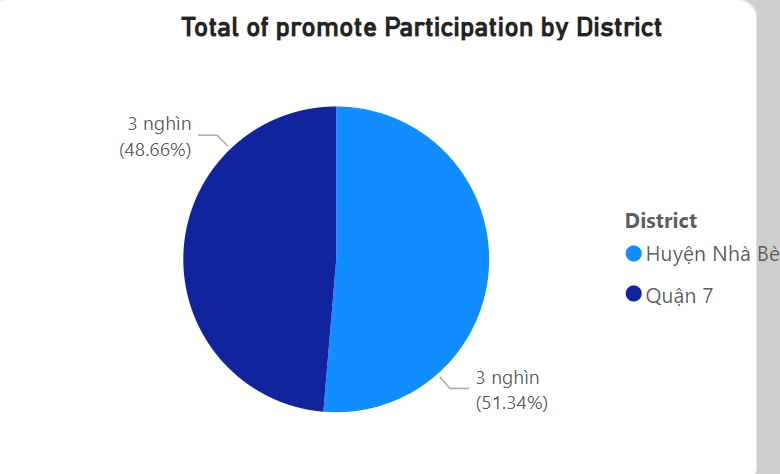 Total of promote Participation by District
3 nghìn
(48.66%)
District
Huyện Nhà Bè
Quận 7
3 nghìn
(51.34%)